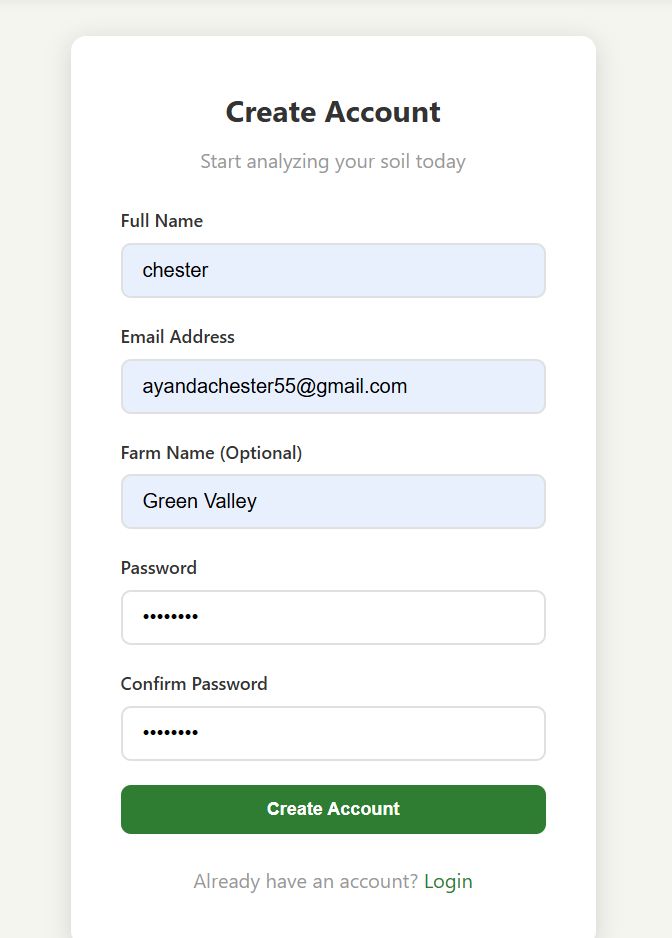 Create Account
Start analyzing your soil today
Full Name
chester
Email Address
ayandachester55@gmail.com
Farm Name (Optional)
Green Valley
Password
••••••••
Confirm Password
••••••••
Create Account
Already have an account? Login